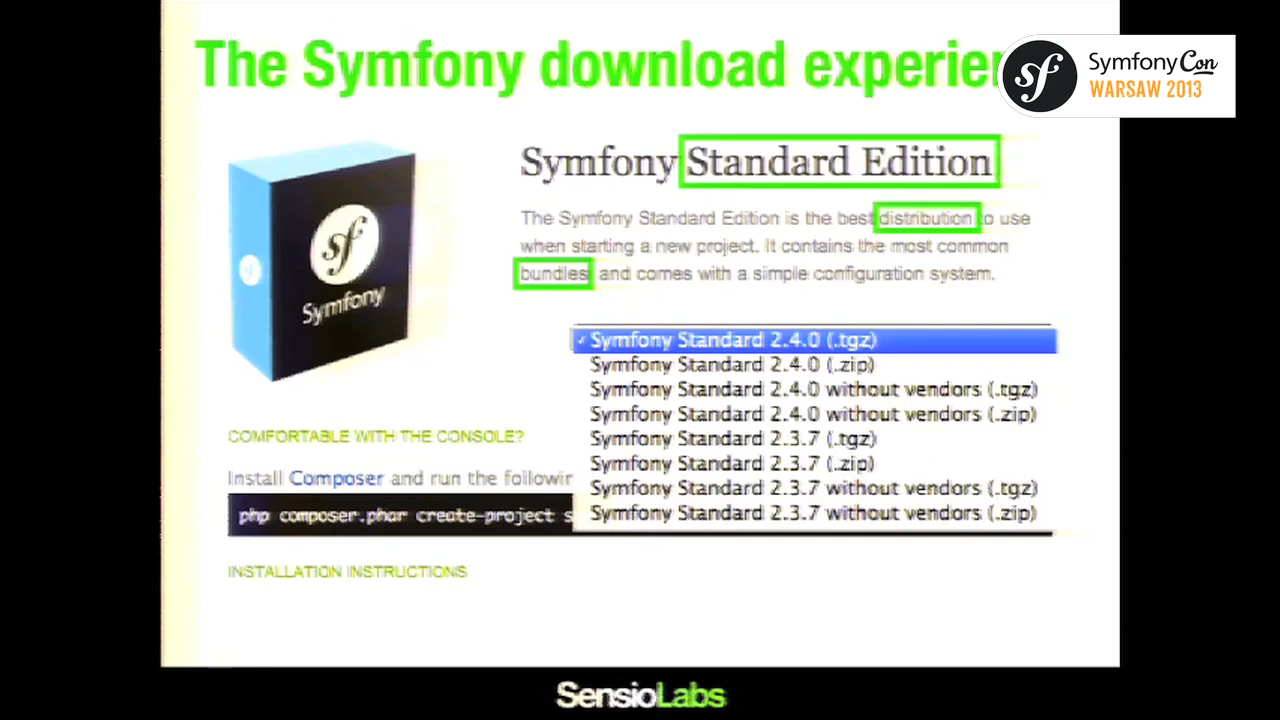 The Symfony download experien
sf
SymfonyCon
WARSAW 2013
Symfony Standard Edition
The Symfony Standard Edition is the best distribution to use
when starting a new project. It contains the most common
bundles, and comes with a simple configuration system.
sf
sf
Symfony
✓ Symfony Standard 2.4.0 (.tgz)
Symfony Standard 2.4.0 (.zip)
Symfony Standard 2.4.0 without vendors (.tgz)
Symfony Standard 2.4.0 without vendors (.zip)
Symfony Standard 2.3.7 (.tgz)
Symfony Standard 2.3.7 (.zip)
Symfony Standard 2.3.7 without vendors (.tgz)
Symfony Standard 2.3.7 without vendors (.zip)
COMFORTABLE WITH THE CONSOLE?
Install Composer and run the followin
php composer.phar create-project s
INSTALLATION INSTRUCTIONS
SensioLabs